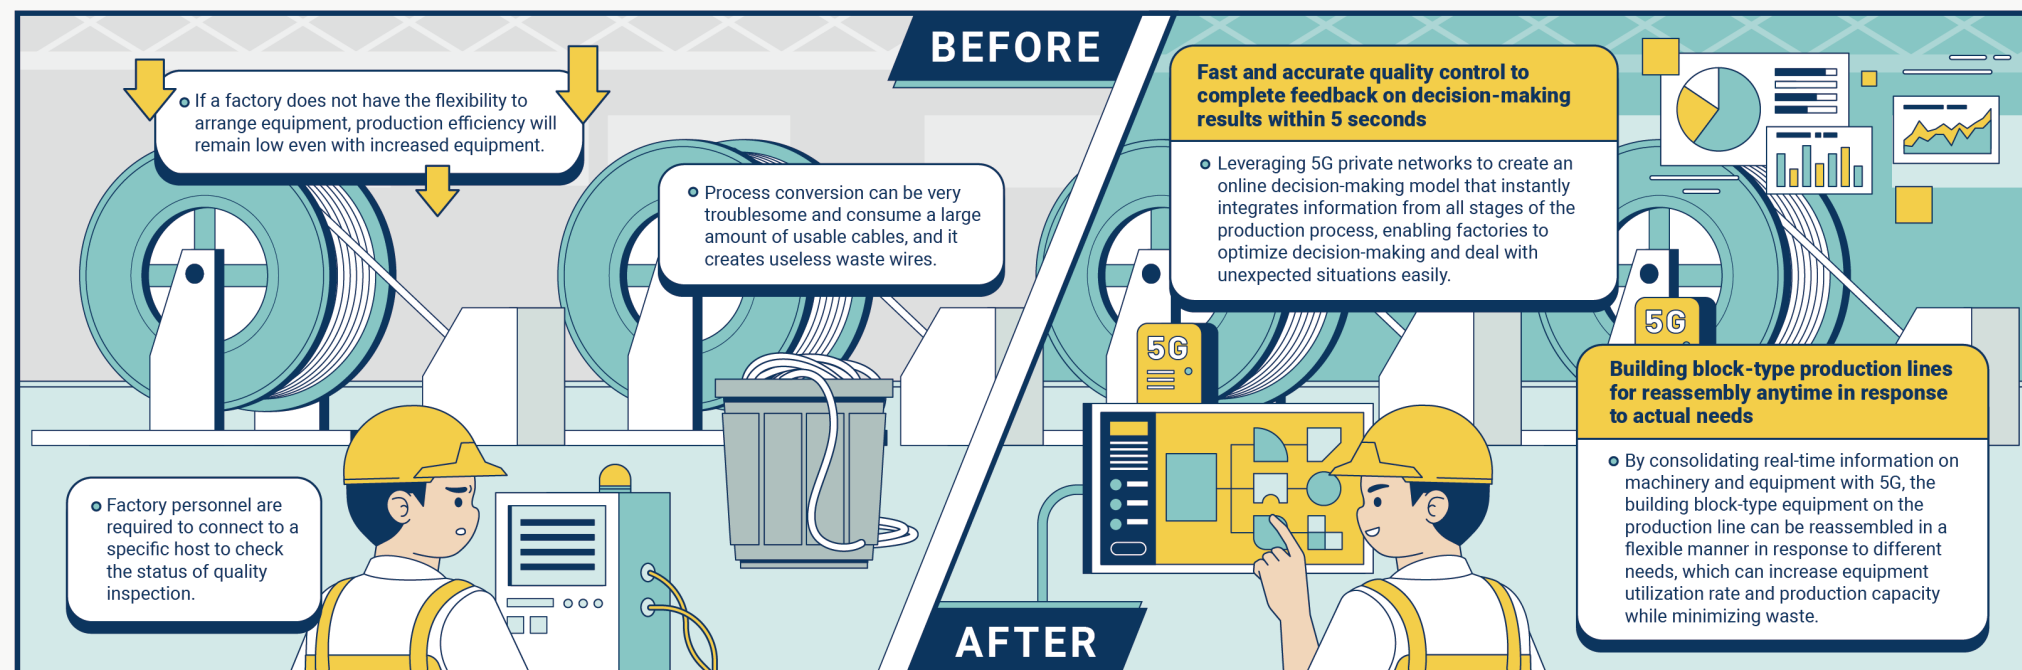 BEFORE
If a factory does not have the flexibility to
arrange equipment, production efficiency will
remain low even with increased equipment.
Process conversion can be very
troublesome and consume a large
amount of usable cables, and it
creates useless waste wires.
Factory personnel are
required to connect to a
specific host to check
the status of quality
inspection.
AFTER
Fast and accurate quality control to
complete feedback on decision-making
results within 5 seconds
Leveraging 5G private networks to create an
online decision-making model that instantly
integrates information from all stages of the
production process, enabling factories to
optimize decision-making and deal with
unexpected situations easily.
5G
5G
Building block-type production lines
for reassembly anytime in response
to actual needs
By consolidating real-time information on
machinery and equipment with 5G, the
building block-type equipment on the
production line can be reassembled in a
flexible manner in response to different
needs, which can increase equipment
utilization rate and production capacity
while minimizing waste.